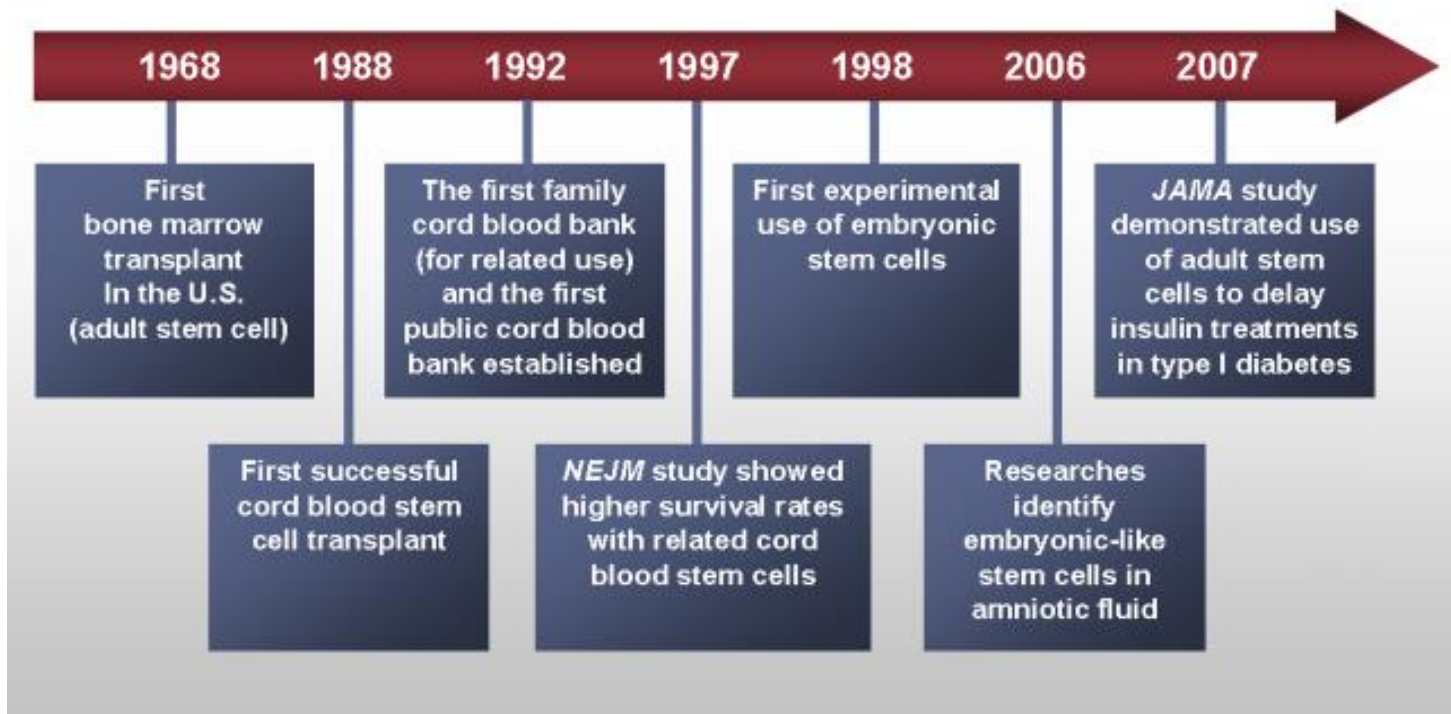 1968 1988 1992 1997 1998 2006 2007
First
bone marrow
transplant
In the U.S.
(adult stem cell)
The first family
cord blood bank
(for related use)
and the first
public cord blood
bank established
First experimental
use of embryonic
stem cells
JAMA study
demonstrated use
of adult stem
cells to delay
insulin treatments
in type I diabetes
First successful
cord blood stem
cell transplant
NEJM study showed
higher survival rates
with related cord
blood stem cells
Researches
identify
embryonic-like
stem cells in
amniotic fluid